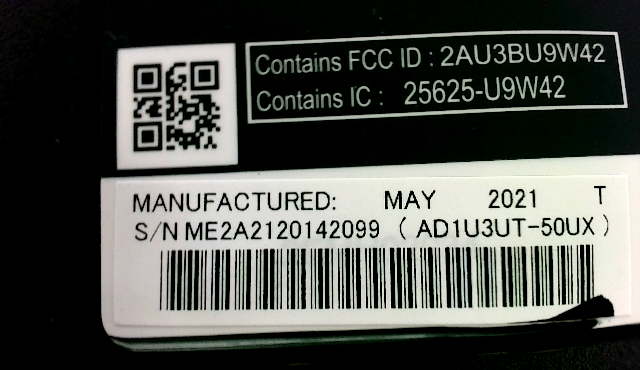 Contains FCC ID : 2AU3BU9W42
Contains IC : 25625-U9W42
MANUFACTURED: MAY 2021 T
S/N ME2A2120142099 ( AD1U3UT-50UX )